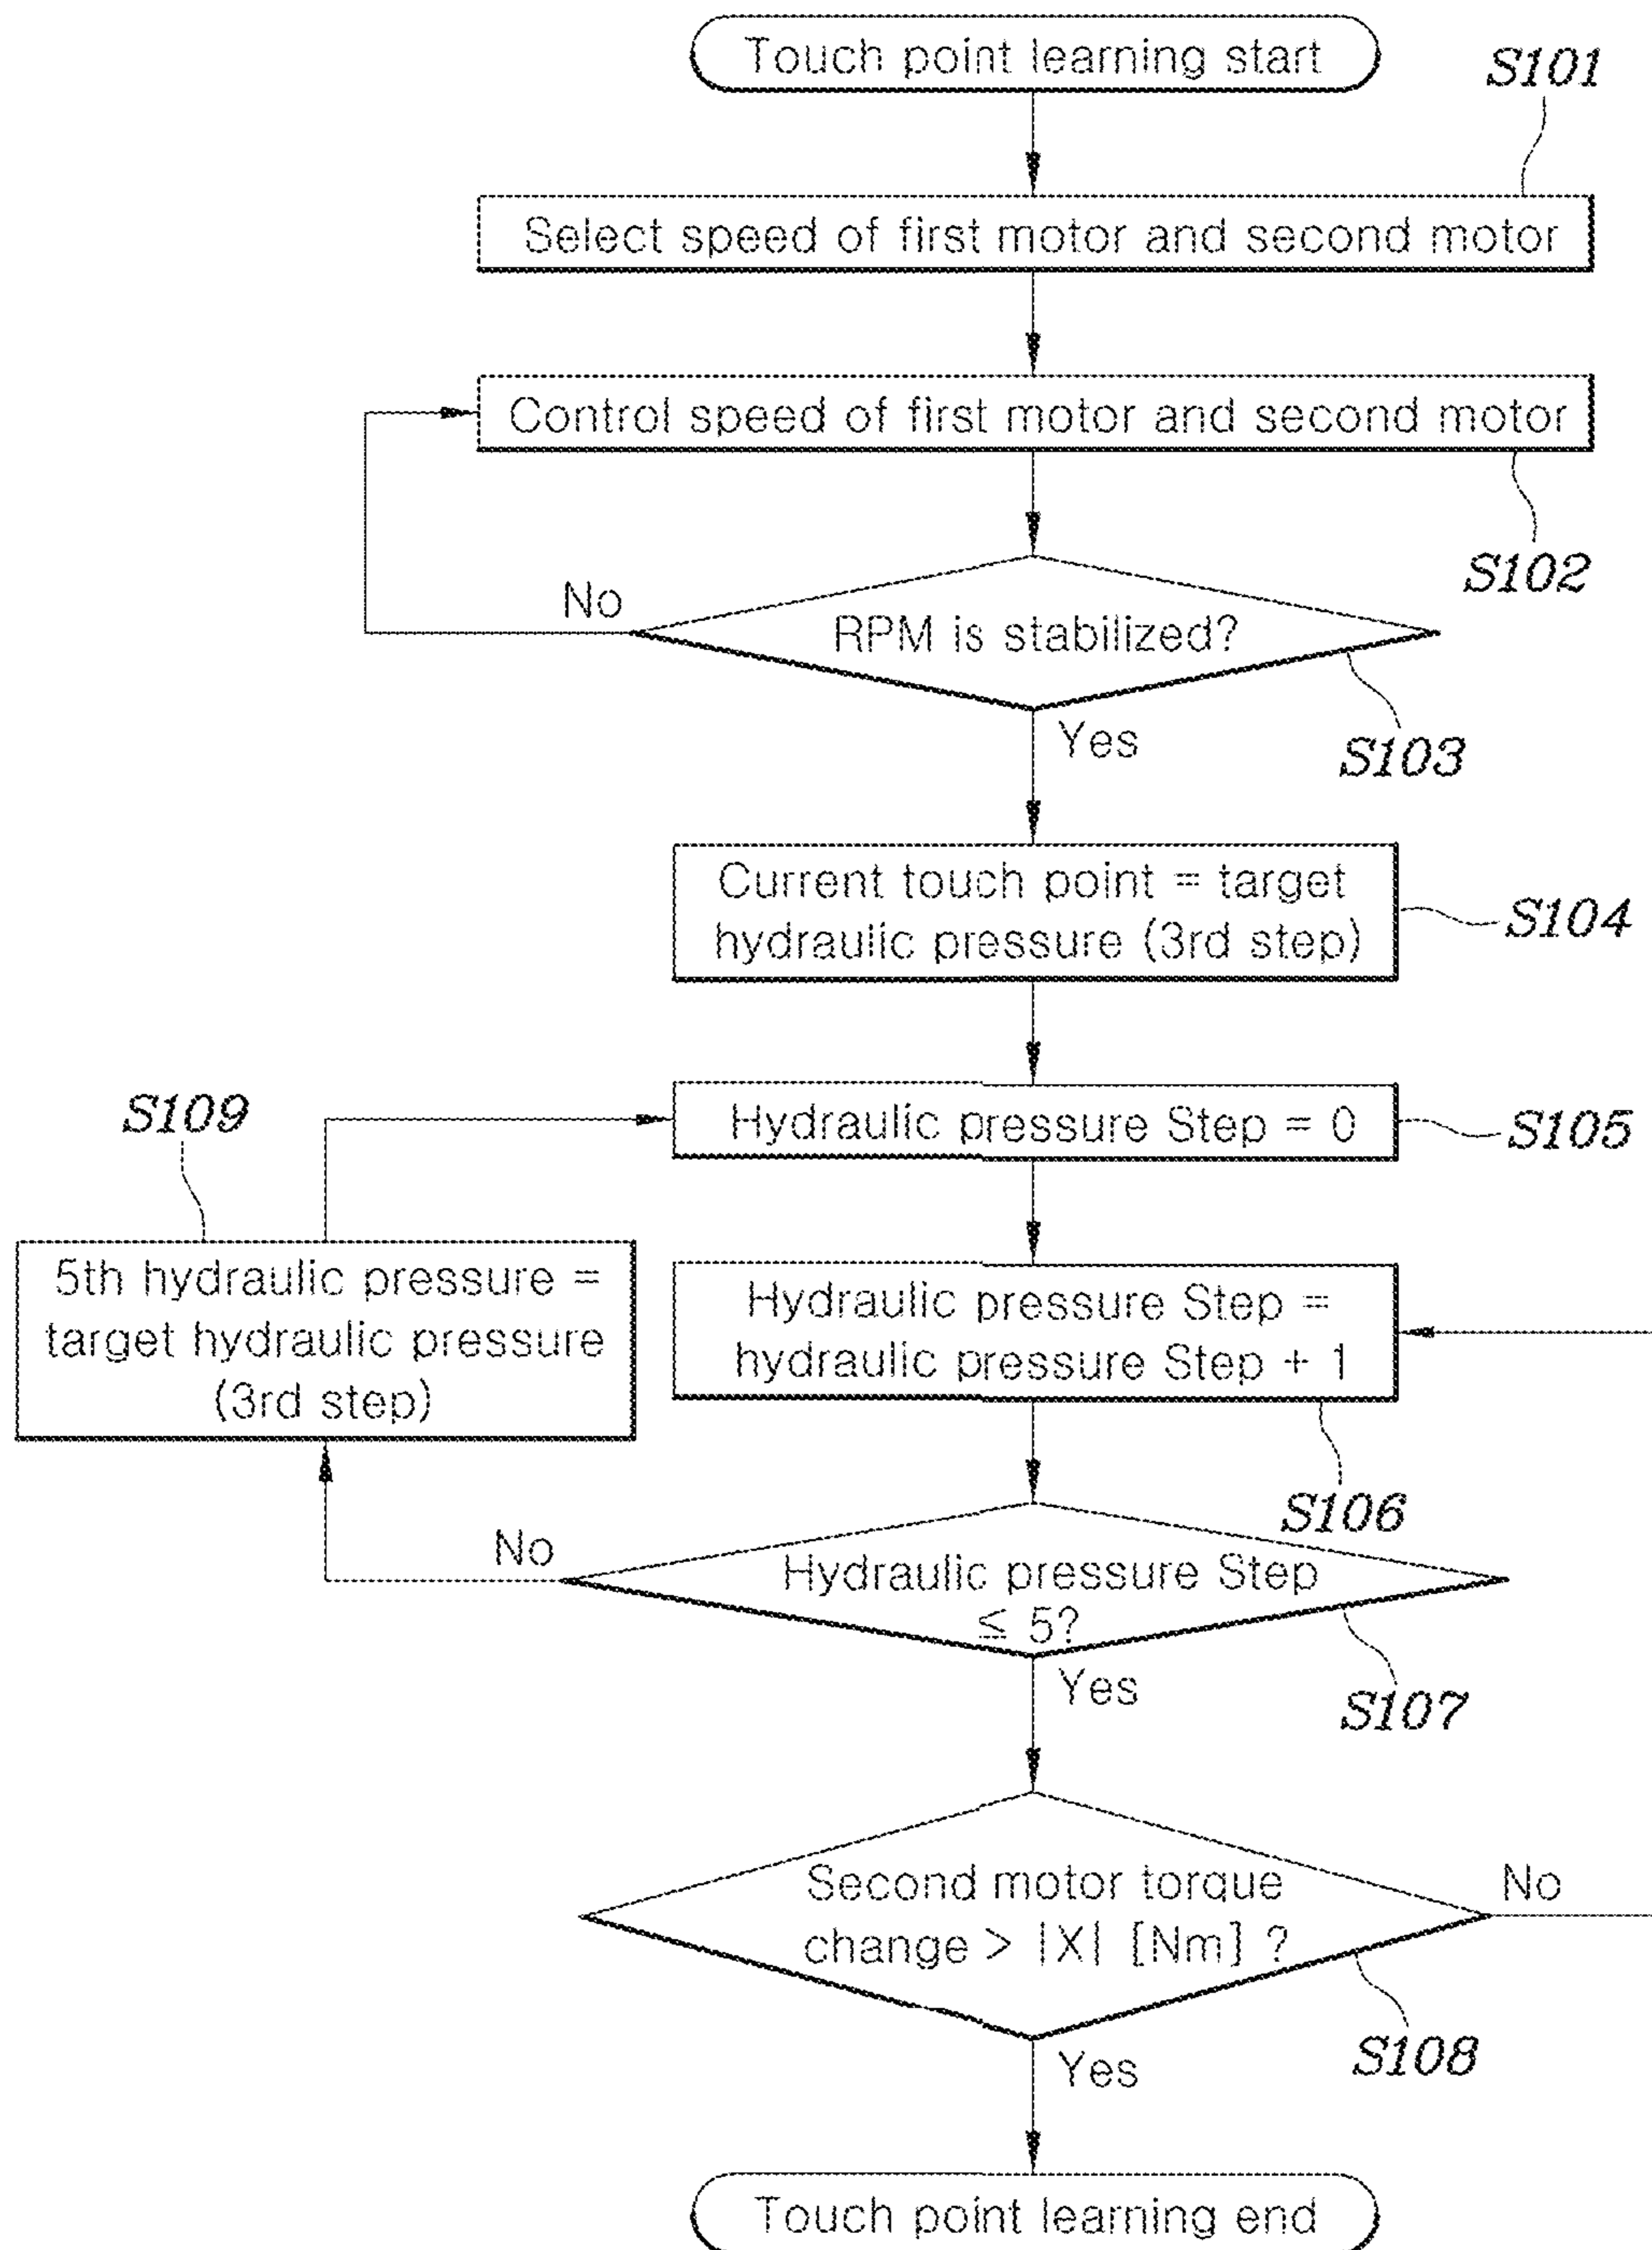 Touch point learning start
S101
Select speed of first motor and second motor
Control speed of first motor and second motor
S102
No
RPM is stabilized?
Yes
S103
Current touch point = target
hydraulic pressure (3rd step)
S104
S109
Hydraulic pressure Step = 0
S105
5th hydraulic pressure =
target hydraulic pressure
(3rd step)
Hydraulic pressure Step =
hydraulic pressure Step + 1
S106
No
Hydraulic pressure Step
≦ 5?
Yes
S107
Second motor torque
change > |X| [Nm] ?
No
S108
Yes
Touch point learning end